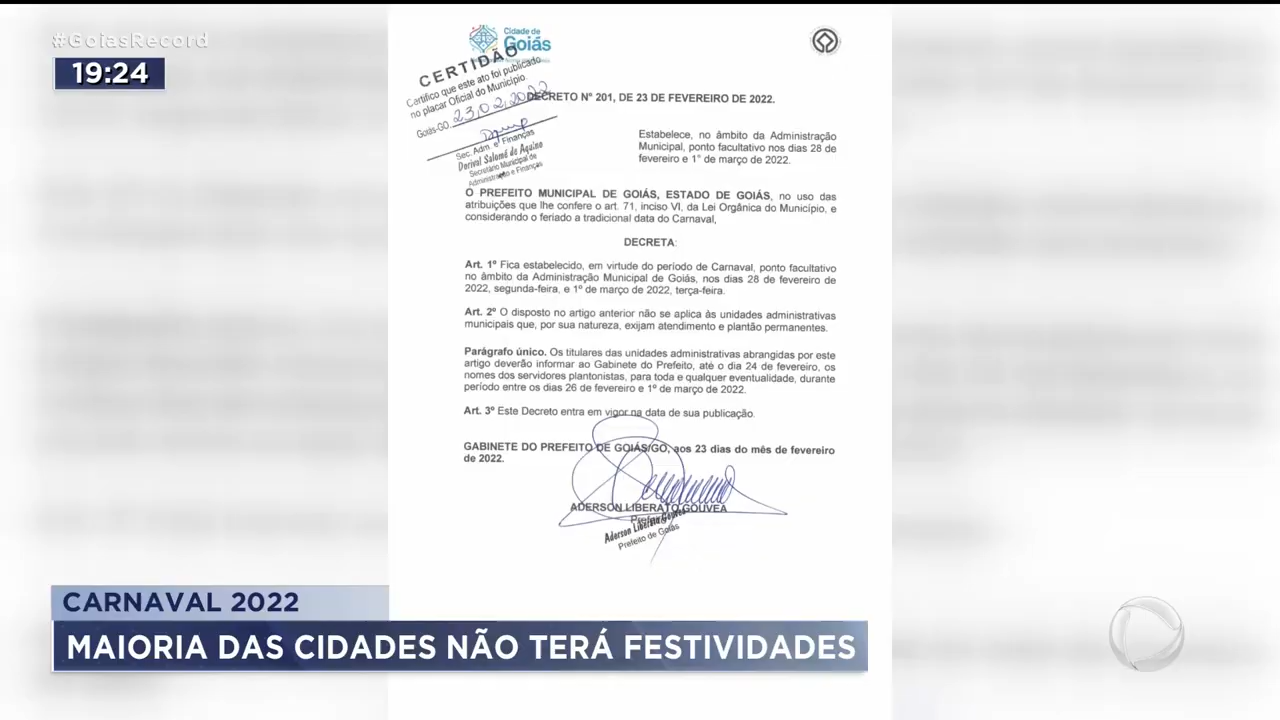 #GoiasRecord
19:24
Cidade de
Goiás
CERTIDÃO
Certifico que este ato foi publicado
no placar Oficial do Município.
Goiás-GO, 23,02,2022
Sec. Adm. e Finanças
Dorival Salomé de Aquino
Secretário Municipal de
Administração e Finanças
DECRETO Nº 201, DE 23 DE FEVEREIRO DE 2022.
Estabelece, no âmbito da Administração
Municipal, ponto facultativo nos dias 28 de
fevereiro e 1° de março de 2022.
O PREFEITO MUNICIPAL DE GOIÁS, ESTADO DE GOIÁS, no uso das
atribuições que lhe confere o art. 71, inciso VI, da Lei Orgânica do Município, e
considerando o feriado a tradicional data do Carnaval,
DECRETA:
Art. 1º Fica estabelecido, em virtude do período de Carnaval, ponto facultativo
no âmbito da Administração Municipal de Goiás, nos dias 28 de fevereiro de
2022, segunda-feira, e 1º de março de 2022, terça-feira.
Art. 2º O disposto no artigo anterior não se aplica às unidades administrativas
municipais que, por sua natureza, exijam atendimento e plantão permanentes.
Parágrafo único. Os titulares das unidades administrativas abrangidas por este
artigo deverão informar ao Gabinete do Prefeito, até o dia 24 de fevereiro, os
nomes dos servidores plantonistas, para toda e qualquer eventualidade, durante
período entre os dias 26 de fevereiro e 1º de março de 2022.
Art. 3º Este Decreto entra em vigor na data de sua publicação.
GABINETE DO PREFEITO DE GOIÁS/GO, aos 23 dias do mês de fevereiro
de 2022.
ADERSON LIBERATO GOUVEA
Aderson Liberato Gouvea
Prefeito de Goiás
CARNAVAL 2022
MAIORIA DAS CIDADES NÃO TERÁ FESTIVIDADES